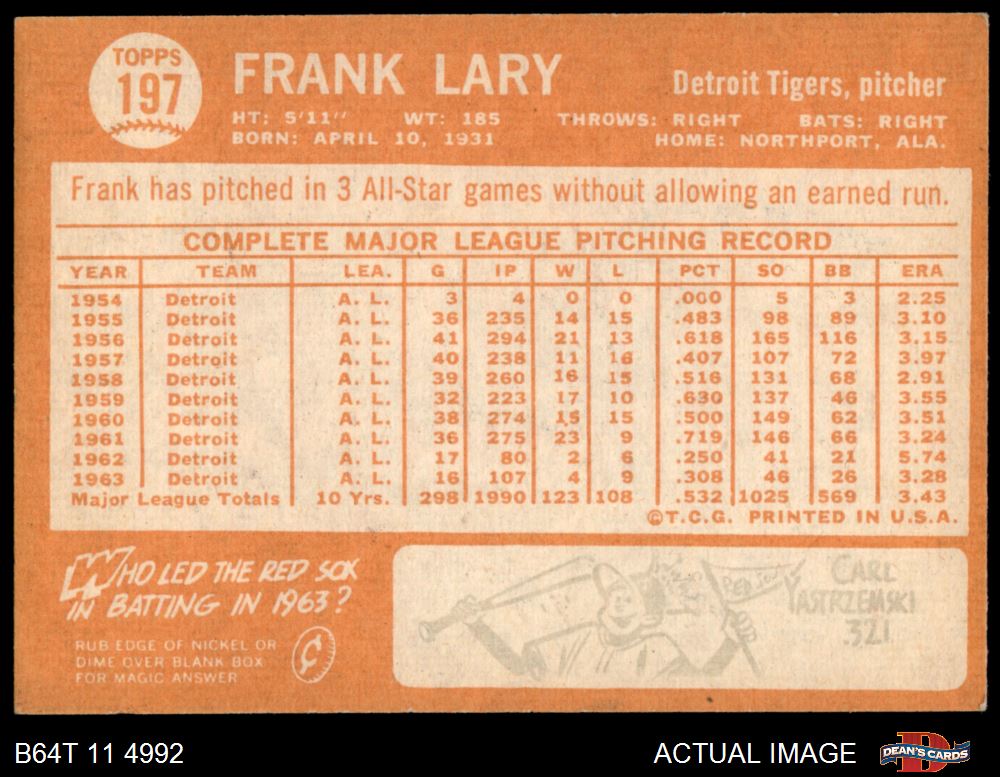 TOPPS
197
FRANK LARY
Detroit Tigers, pitcher
HT: 5'11" WT: 185 THROWS: RIGHT BATS: RIGHT
BORN: APRIL 10, 1931 HOME: NORTHPORT, ALA.
Frank has pitched in 3 All-Star games without allowing an earned run.
COMPLETE MAJOR LEAGUE PITCHING RECORD
YEAR TEAM LEA. G IP W L PCT SO BB ERA
1954 Detroit A. L. 3 4 0 0 .000 5 3 2.25
1955 Detroit A. L. 36 235 14 15 .483 98 89 3.10
1956 Detroit A. L. 41 294 21 13 .618 165 116 3.15
1957 Detroit A. L. 40 238 11 16 .407 107 72 3.97
1958 Detroit A. L. 39 260 16 15 .516 131 68 2.91
1959 Detroit A. L. 32 223 17 10 .630 137 46 3.55
1960 Detroit A. L. 38 274 15 15 .500 149 62 3.51
1961 Detroit A. L. 36 275 23 9 .719 146 66 3.24
1962 Detroit A. L. 17 80 2 6 .250 41 21 5.74
1963 Detroit A. L. 16 107 4 9 .308 46 26 3.28
Major League Totals 10 Yrs. 298 1990 123 108 .532 1025 569 3.43
©T.C.G. PRINTED IN U.S.A.
WHO LED THE RED SOX
IN BATTING IN 1963?
RUB EDGE OF NICKEL OR
DIME OVER BLANK BOX
FOR MAGIC ANSWER
¢
RED SOX
CARL
YASTRZEMSKI
.321
B64T 11 4992
ACTUAL IMAGE
DEAN'S CARDS